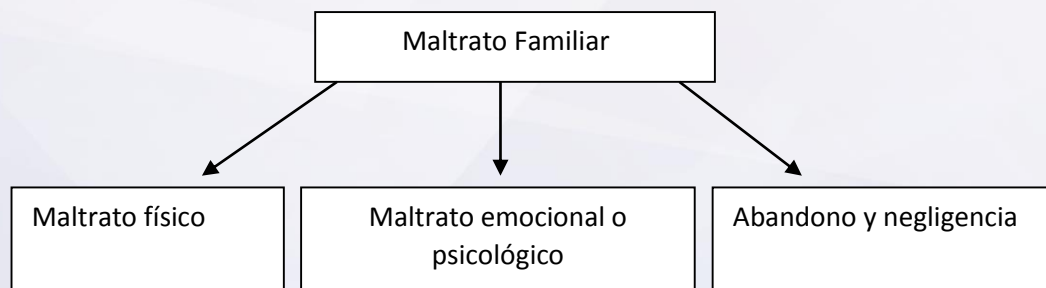 Maltrato Familiar
Maltrato físico
Maltrato emocional o
psicológico
Abandono y negligencia